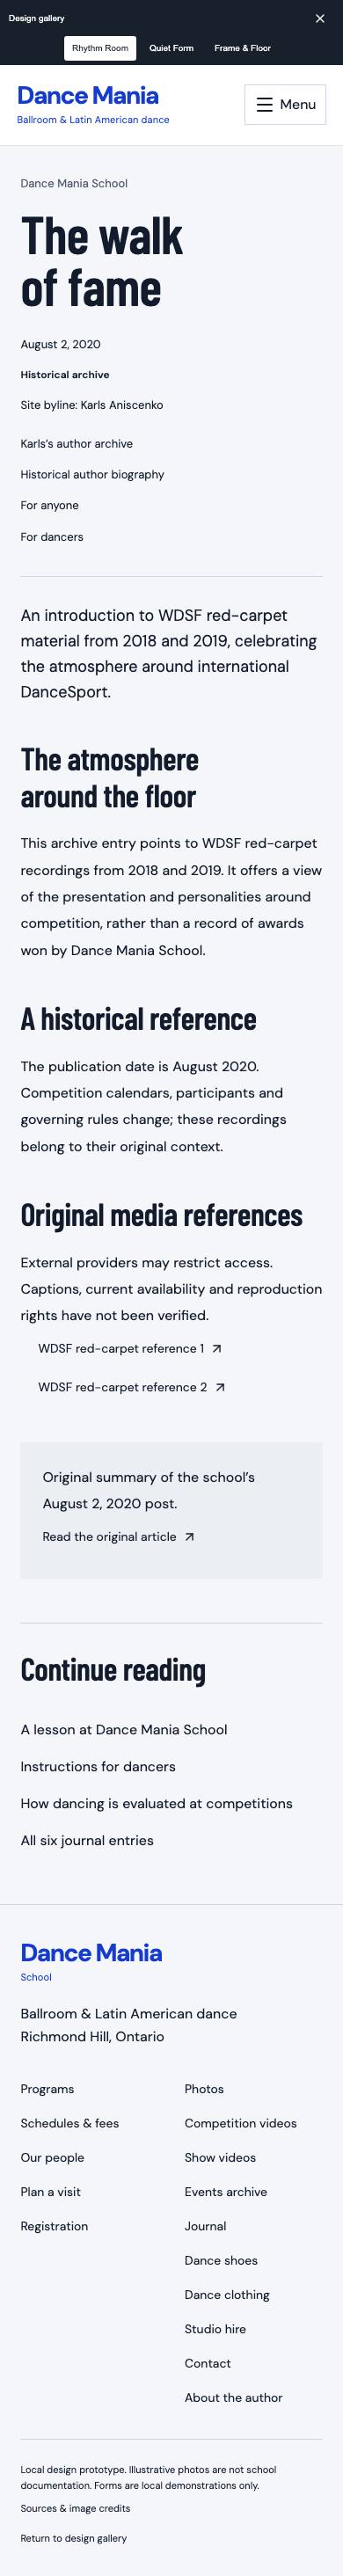 Design gallery
Rhythm Room
Quiet Form
Frame & Floor
Dance Mania
Ballroom & Latin American dance
Menu
Dance Mania School
The walk
of fame
August 2, 2020
Historical archive
Site byline: Karls Aniscenko
Karls’s author archive
Historical author biography
For anyone
For dancers
An introduction to WDSF red-carpet
material from 2018 and 2019, celebrating
the atmosphere around international
DanceSport.
The atmosphere
around the floor
This archive entry points to WDSF red-carpet
recordings from 2018 and 2019. It offers a view
of the presentation and personalities around
competition, rather than a record of awards
won by Dance Mania School.
A historical reference
The publication date is August 2020.
Competition calendars, participants and
governing rules change; these recordings
belong to their original context.
Original media references
External providers may restrict access.
Captions, current availability and reproduction
rights have not been verified.
WDSF red-carpet reference 1
WDSF red-carpet reference 2
Original summary of the school’s
August 2, 2020 post.
Read the original article
Continue reading
A lesson at Dance Mania School
Instructions for dancers
How dancing is evaluated at competitions
All six journal entries
Dance Mania
School
Ballroom & Latin American dance
Richmond Hill, Ontario
Programs
Schedules & fees
Our people
Plan a visit
Registration
Photos
Competition videos
Show videos
Events archive
Journal
Dance shoes
Dance clothing
Studio hire
Contact
About the author
Local design prototype. Illustrative photos are not school
documentation. Forms are local demonstrations only.
Sources & image credits
Return to design gallery